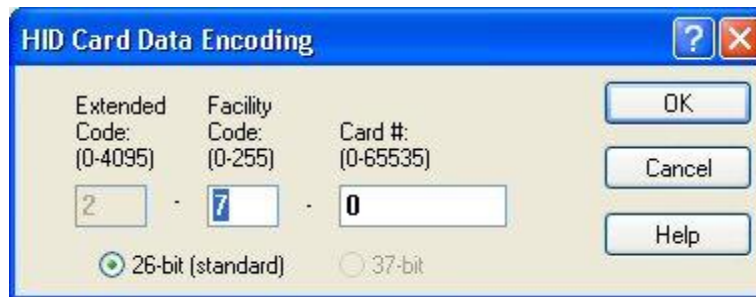 HID Card Data Encoding
Extended Code: (0-4095)
Facility Code: (0-255)
Card #: (0-65535)
2 - 7 - 0
26-bit (standard)
37-bit
OK
Cancel
Help